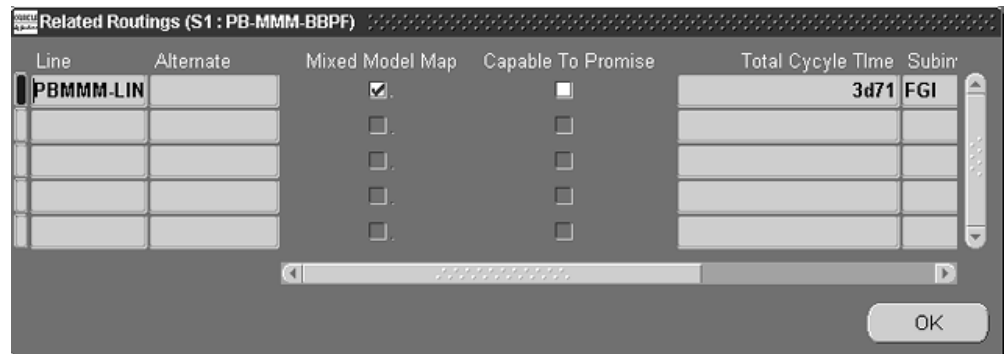 Related Routings (S1 : PB-MMM-BBPF)
Line Alternate Mixed Model Map Capable To Promise Total Cycyle TIme Subin
PBMMM-LIN 3d71 FGI
OK